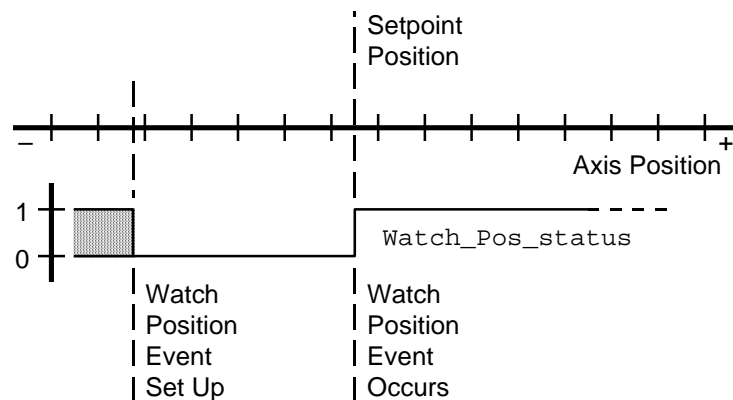 Setpoint
Position
– +
Axis Position
1
Watch_Pos_status
0
Watch
Position
Event
Set Up
Watch
Position
Event
Occurs